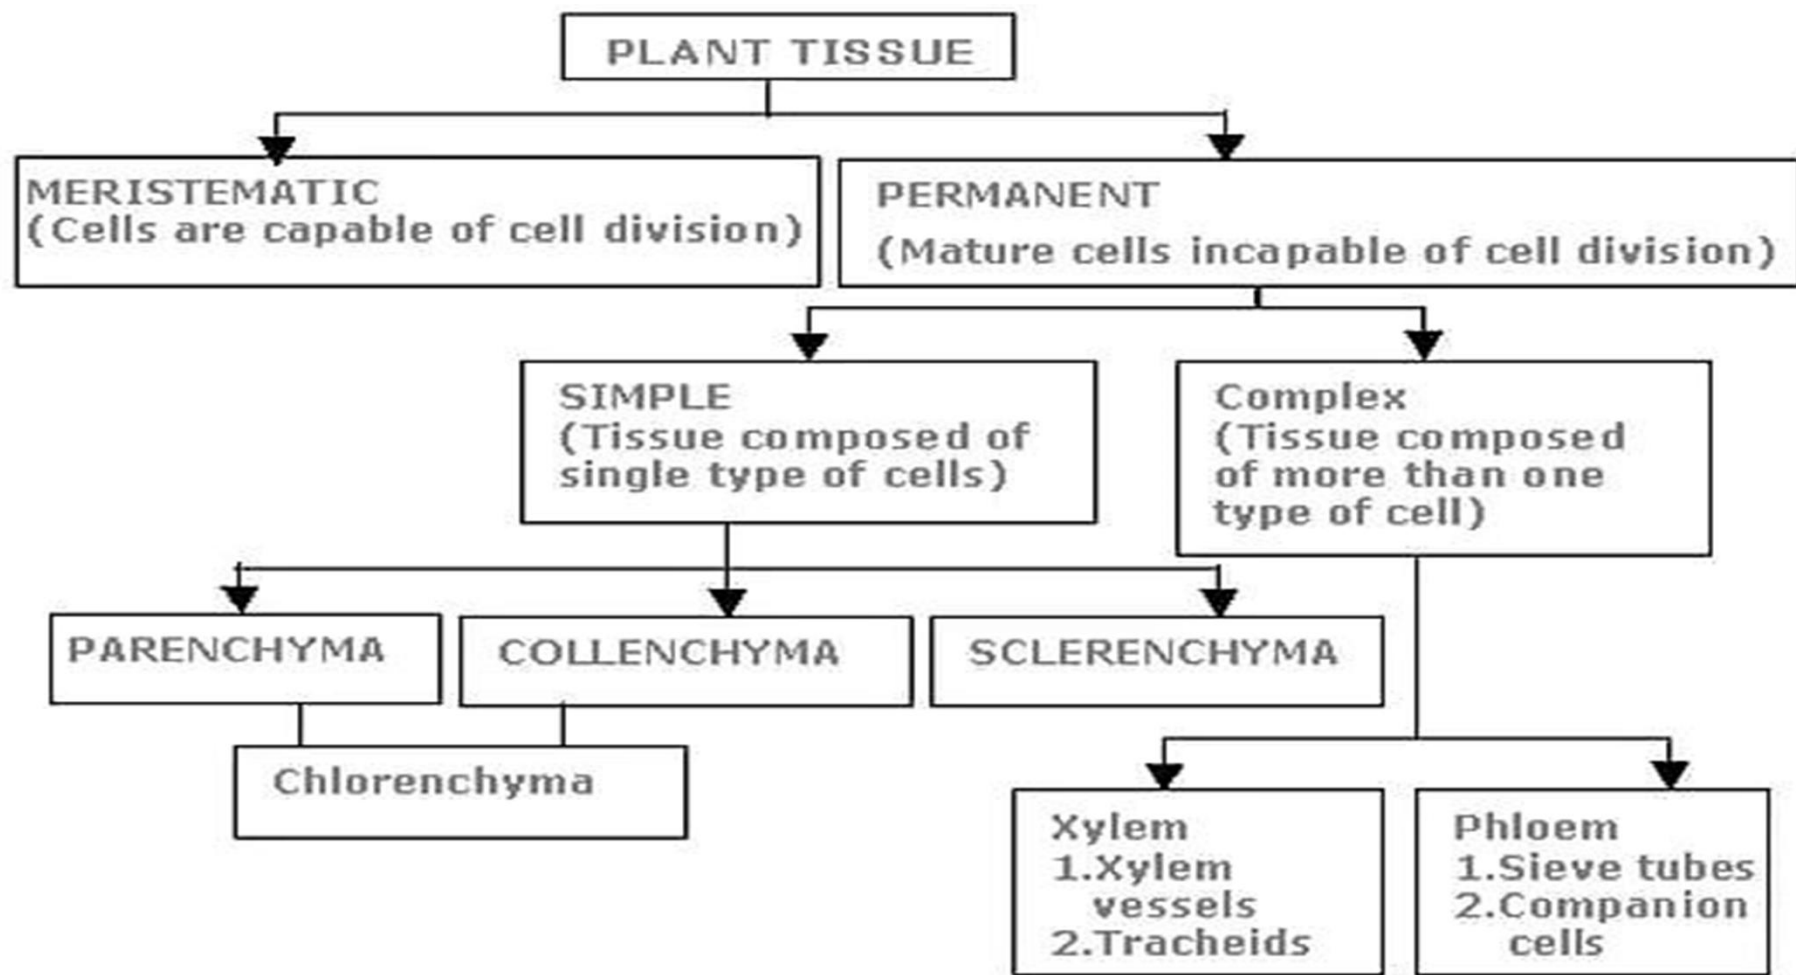 PLANT TISSUE
MERISTEMATIC
(Cells are capable of cell division)
PERMANENT
(Mature cells incapable of cell division)
SIMPLE
(Tissue composed of
single type of cells)
Complex
(Tissue composed
of more than one
type of cell)
PARENCHYMA
COLLENCHYMA
SCLERENCHYMA
Chlorenchyma
Xylem
1.Xylem
vessels
2.Tracheids
Phloem
1.Sieve tubes
2.Companion
cells